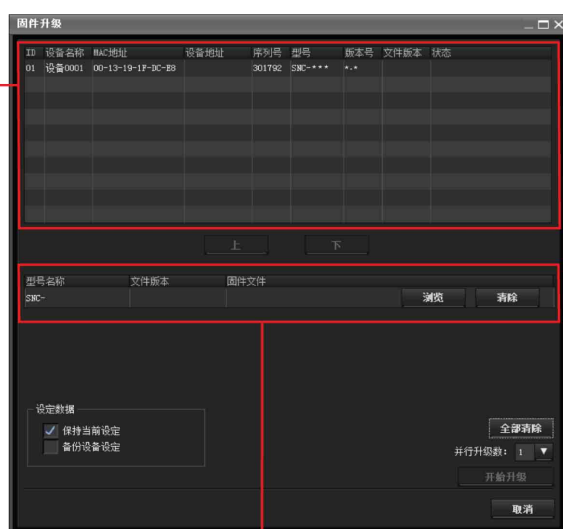 固件升级
ID 设备名称 MAC地址 设备地址 序列号 型号 版本号 文件版本 状态
01 设备0001 00-13-19-1F-DC-E8 301792 SNC-*** *.*
上 下
型号名称 文件版本 固件文件
SNC- 浏览 清除
设定数据
保持当前设定
备份设备设定
全部清除
并行升级数: 1
开始升级
取消